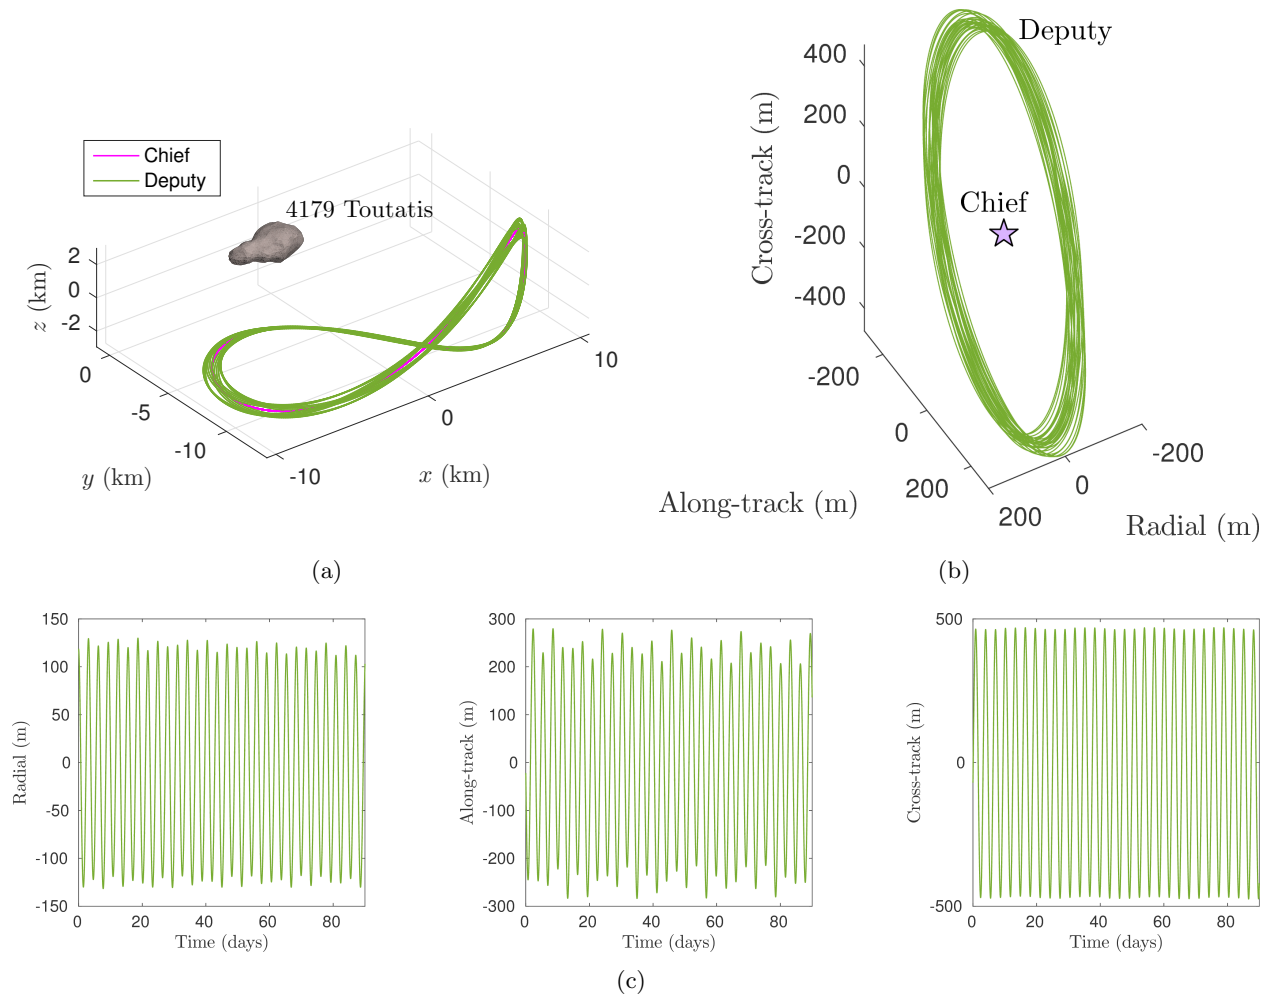 Chief
Deputy
4179 Toutatis
2
0
-2
z (km)
0
-5
-10
y (km)
-10
0
10
x (km)
(a)
Deputy
400
200
0
-200
-400
Cross-track (m)
Chief
-200
0
200
Along-track (m)
200
0
-200
Radial (m)
(b)
150
100
50
0
-50
-100
-150
Radial (m)
0 20 40 60 80
Time (days)
300
200
100
0
-100
-200
-300
Along-track (m)
0 20 40 60 80
Time (days)
500
0
-500
Cross-track (m)
0 20 40 60 80
Time (days)
(c)